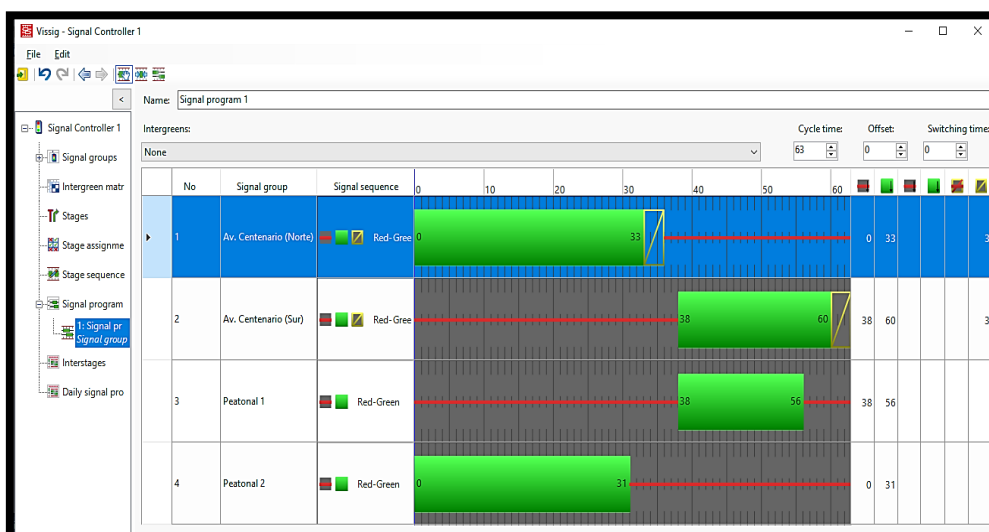 Vissig - Signal Controller 1
File Edit
Name: Signal program 1
Signal Controller 1
Intergreens:
Cycle time: Offset: Switching time:
None
63 0 0
Signal groups
Intergreen matr
Stages
Stage assignme
Stage sequence
Signal program
1: Signal pr
Signal group
Interstages
Daily signal pro
No Signal group Signal sequence 0 10 20 30 40 50 60
1 Av. Centenario (Norte) Red-Gree 0 33 0 33 3
2 Av. Centenario (Sur) Red-Gree 38 60 38 60 3
3 Peatonal 1 Red-Green 38 56 38 56
4 Peatonal 2 Red-Green 0 31 0 31